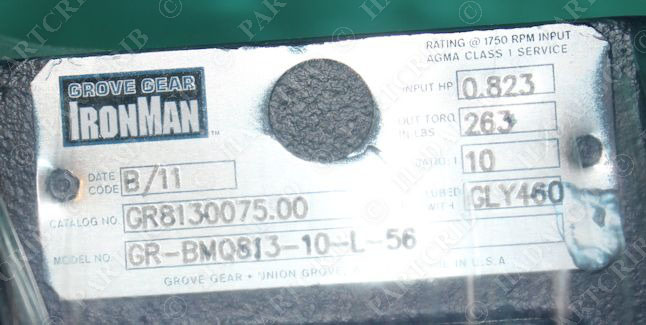 RATING @ 1750 RPM INPUT
AGMA CLASS I SERVICE
GROVE GEAR
IRONMAN™
INPUT HP 0.823
OUT TORQ IN LBS 263
RATIO: 1 10
DATE CODE B/11
LUBED WITH GLY460
CATALOG NO. GR8130075.00
MODEL NO. GR-BMQ813-10-L-56
GROVE GEAR • UNION GROVE, IN U.S.A.
PARTCRIB